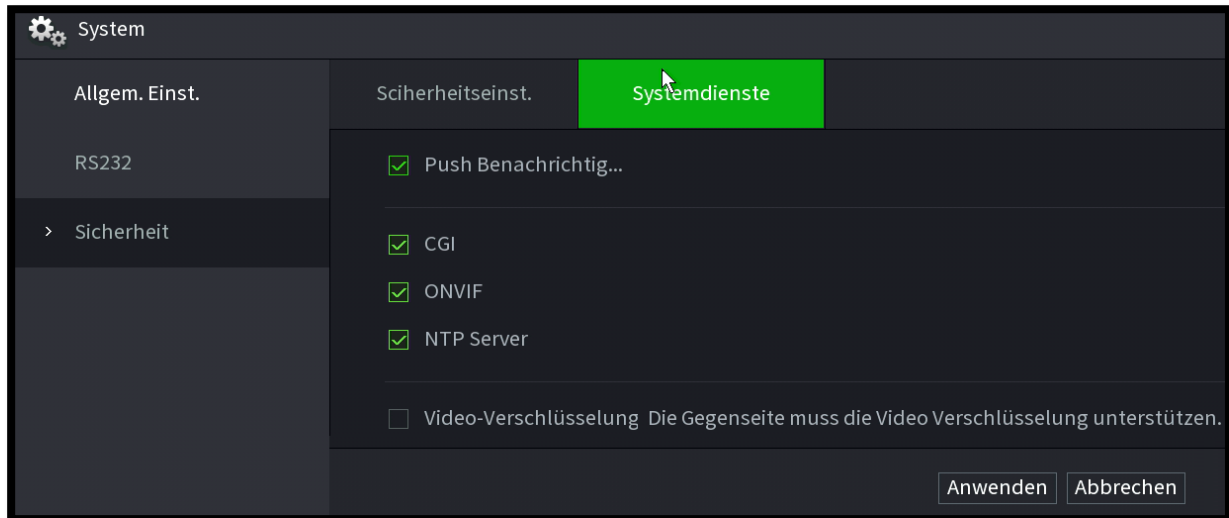 System
Allgem. Einst.
RS232
> Sicherheit
Sciherheitseinst.
Systemdienste
Push Benachrichtig...
CGI
ONVIF
NTP Server
Video-Verschlüsselung Die Gegenseite muss die Video Verschlüsselung unterstützen.
Anwenden
Abbrechen